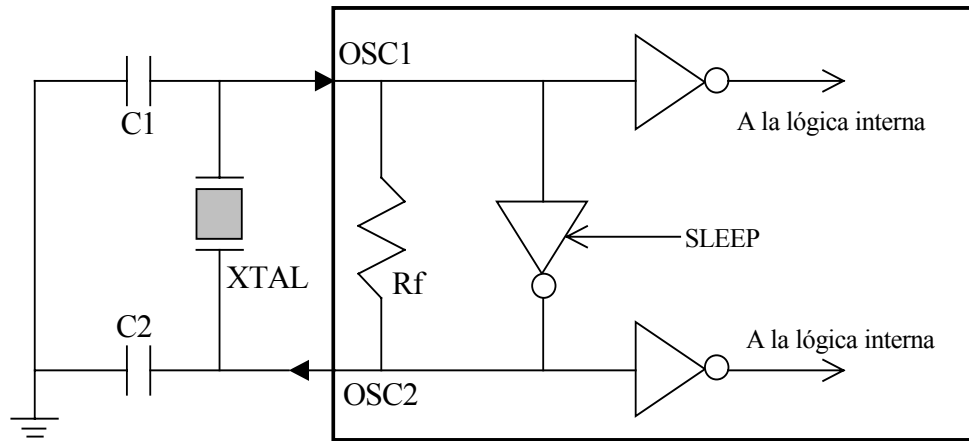 OSC1
C1
A la lógica interna
XTAL
Rf
SLEEP
C2
OSC2
A la lógica interna